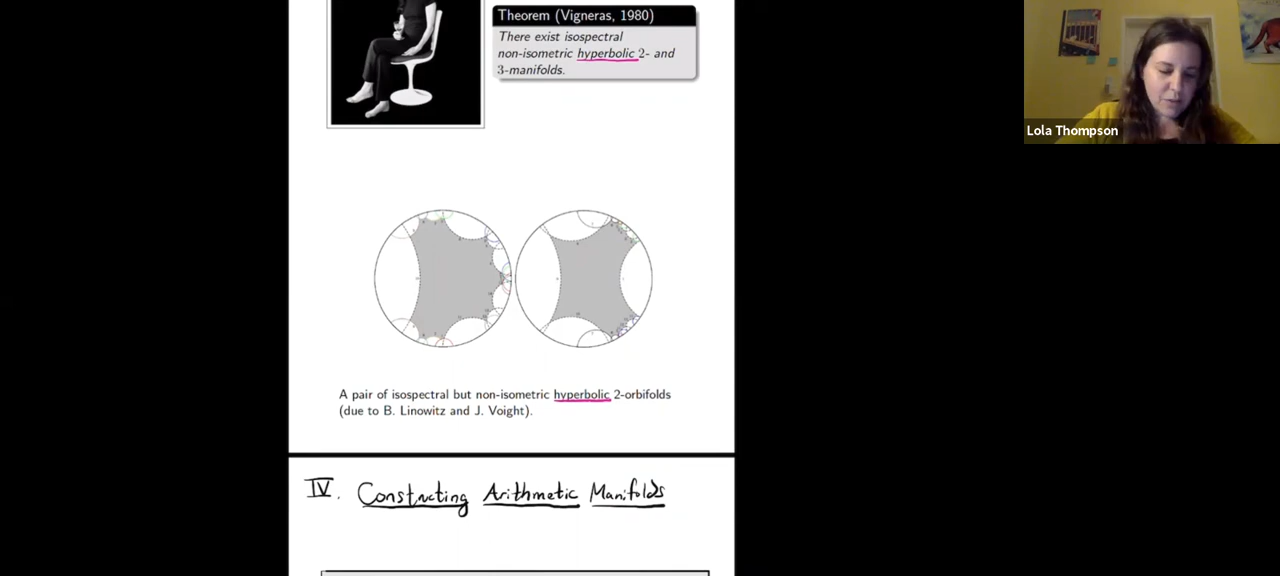 Theorem (Vigneras, 1980)
There exist isospectral
non-isometric hyperbolic 2- and
3-manifolds.
Lola Thompson
A pair of isospectral but non-isometric hyperbolic 2-orbifolds
(due to B. Linowitz and J. Voight).
IV. Constructing Arithmetic Manifolds